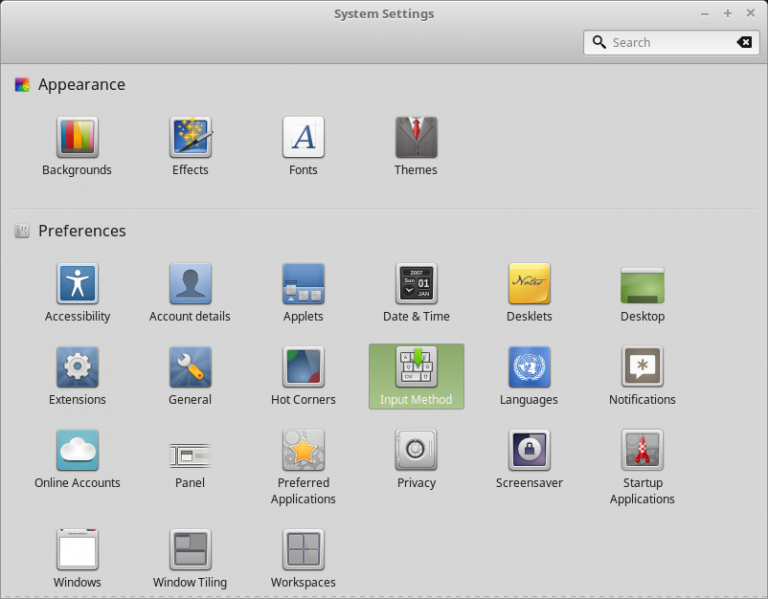 System Settings
Search
Appearance
Backgrounds
Effects
Fonts
Themes
Preferences
Accessibility
Account details
Applets
Date & Time
Desklets
Desktop
Extensions
General
Hot Corners
Input Method
Languages
Notifications
Online Accounts
Panel
Preferred
Applications
Privacy
Screensaver
Startup
Applications
Windows
Window Tiling
Workspaces